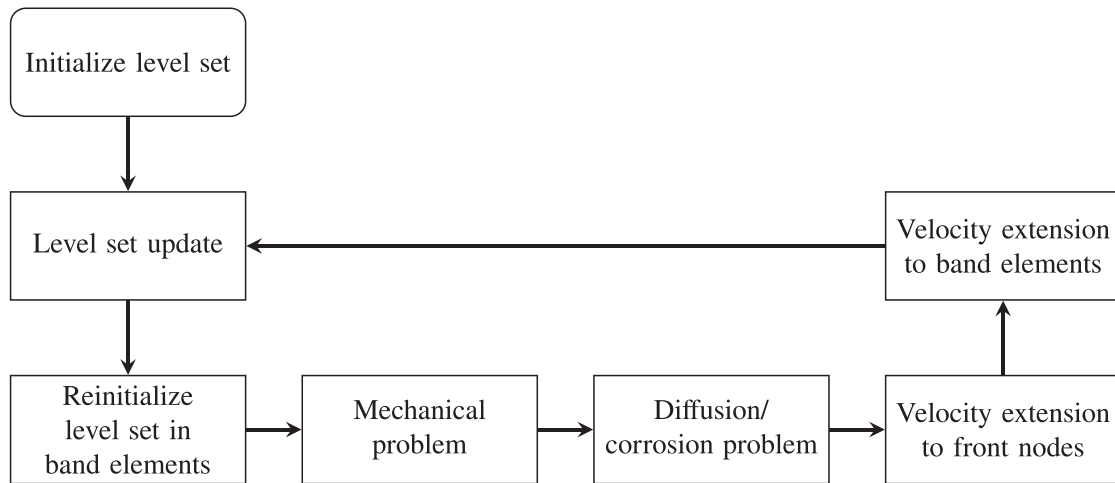 Initialize level set
Level set update
Velocity extension
to band elements
Reinitialize
level set in
band elements
Mechanical
problem
Diffusion/
corrosion problem
Velocity extension
to front nodes